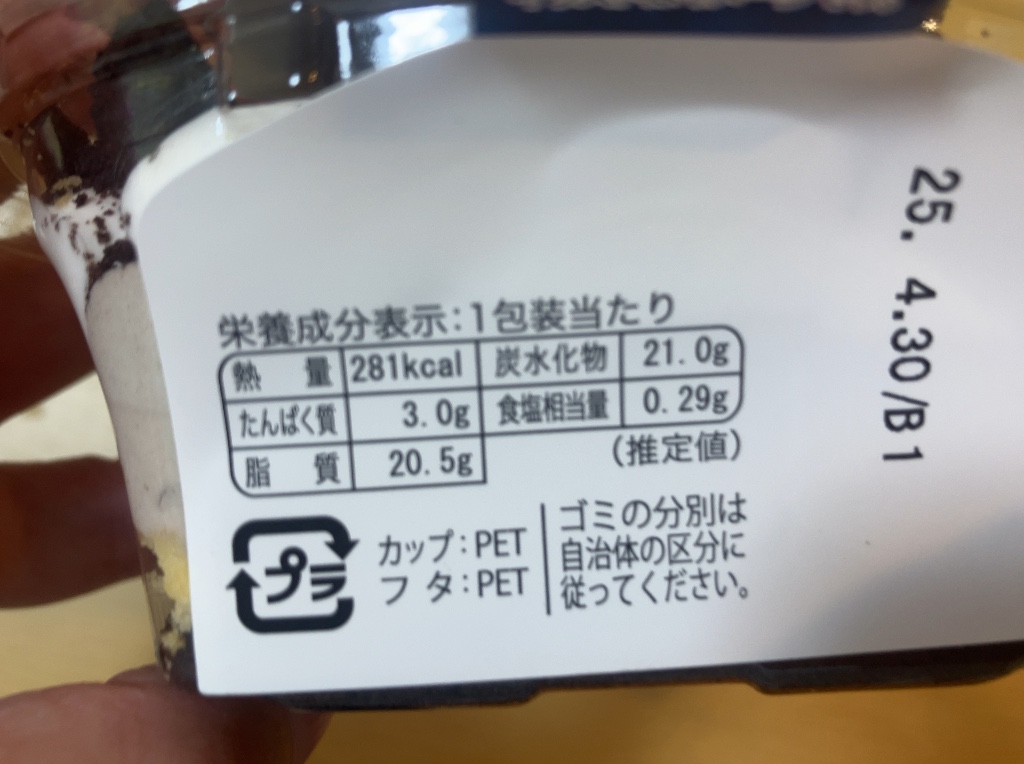 栄養成分表示:1包装当たり
熱 量 281kcal 炭水化物 21.0g
たんぱく質 3.0g 食塩相当量 0.29g
脂 質 20.5g (推定値)
プラ
カップ:PET
フ タ:PET
ゴミの分別は
自治体の区分に
従ってください。
25. 4.30/B1